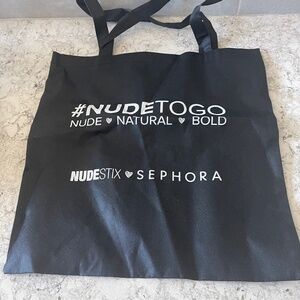 #NUDETOGO
NUDE ♥ NATURAL ♥ BOLD
NUDESTIX ♥ SEPHORA